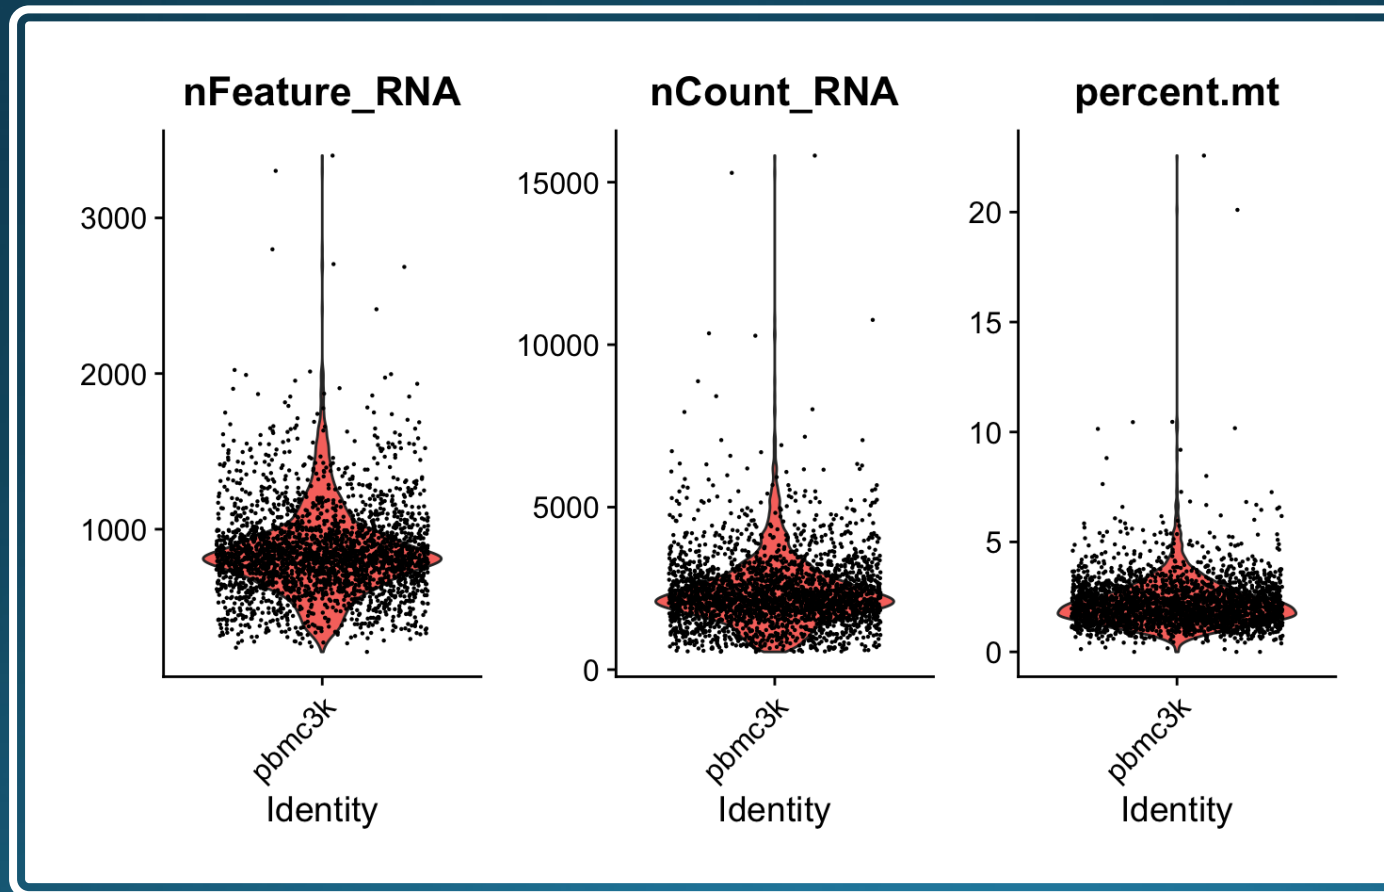 nFeature_RNA
3000
2000
1000
pbmc3k
Identity
nCount_RNA
15000
10000
5000
0
pbmc3k
Identity
percent.mt
20
15
10
5
0
pbmc3k
Identity